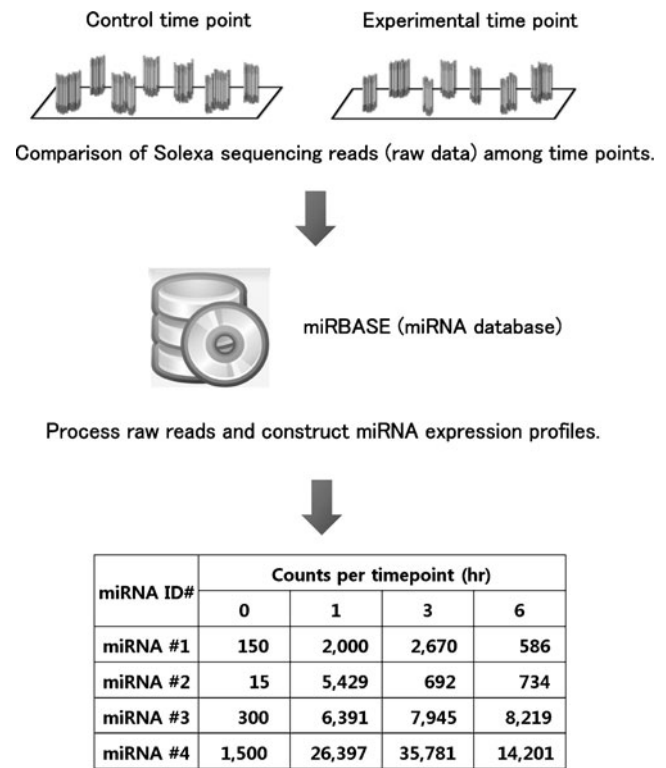 Control time point Experimental time point
Comparison of Solexa sequencing reads (raw data) among time points.
miRBASE (miRNA database)
Process raw reads and construct miRNA expression profiles.
miRNA ID# Counts per timepoint (hr)
0 1 3 6
miRNA #1 150 2,000 2,670 586
miRNA #2 15 5,429 692 734
miRNA #3 300 6,391 7,945 8,219
miRNA #4 1,500 26,397 35,781 14,201